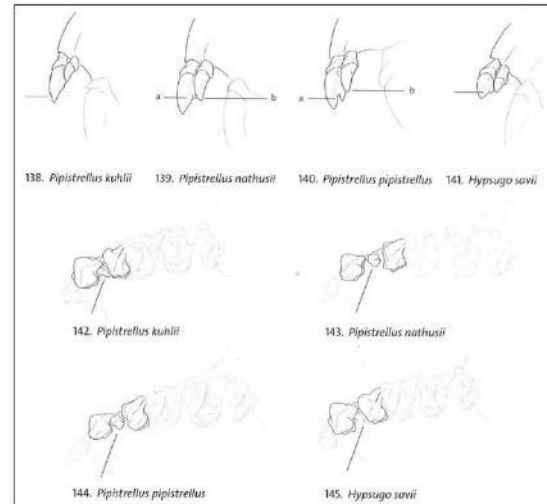 a
b
a
b
138. Pipistrellus kuhlii
139. Pipistrellus nathusii
140. Pipistrellus pipistrellus
141. Hypsugo savii
142. Pipistrellus kuhlii
143. Pipistrellus nathusii
144. Pipistrellus pipistrellus
145. Hypsugo savii